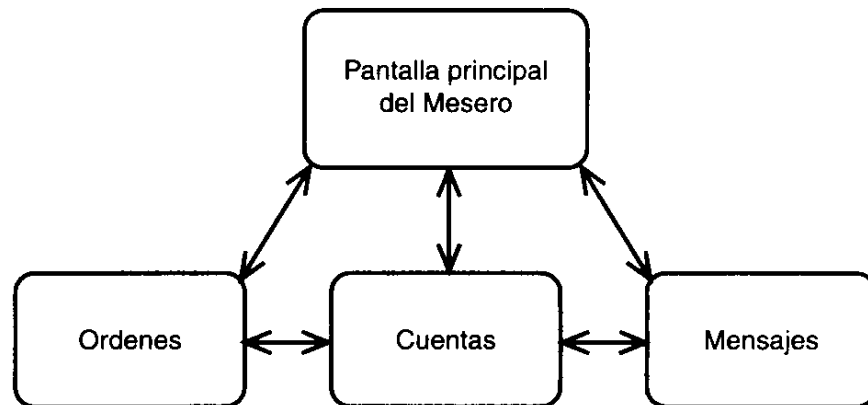 Pantalla principal
del Mesero
Ordenes
Cuentas
Mensajes